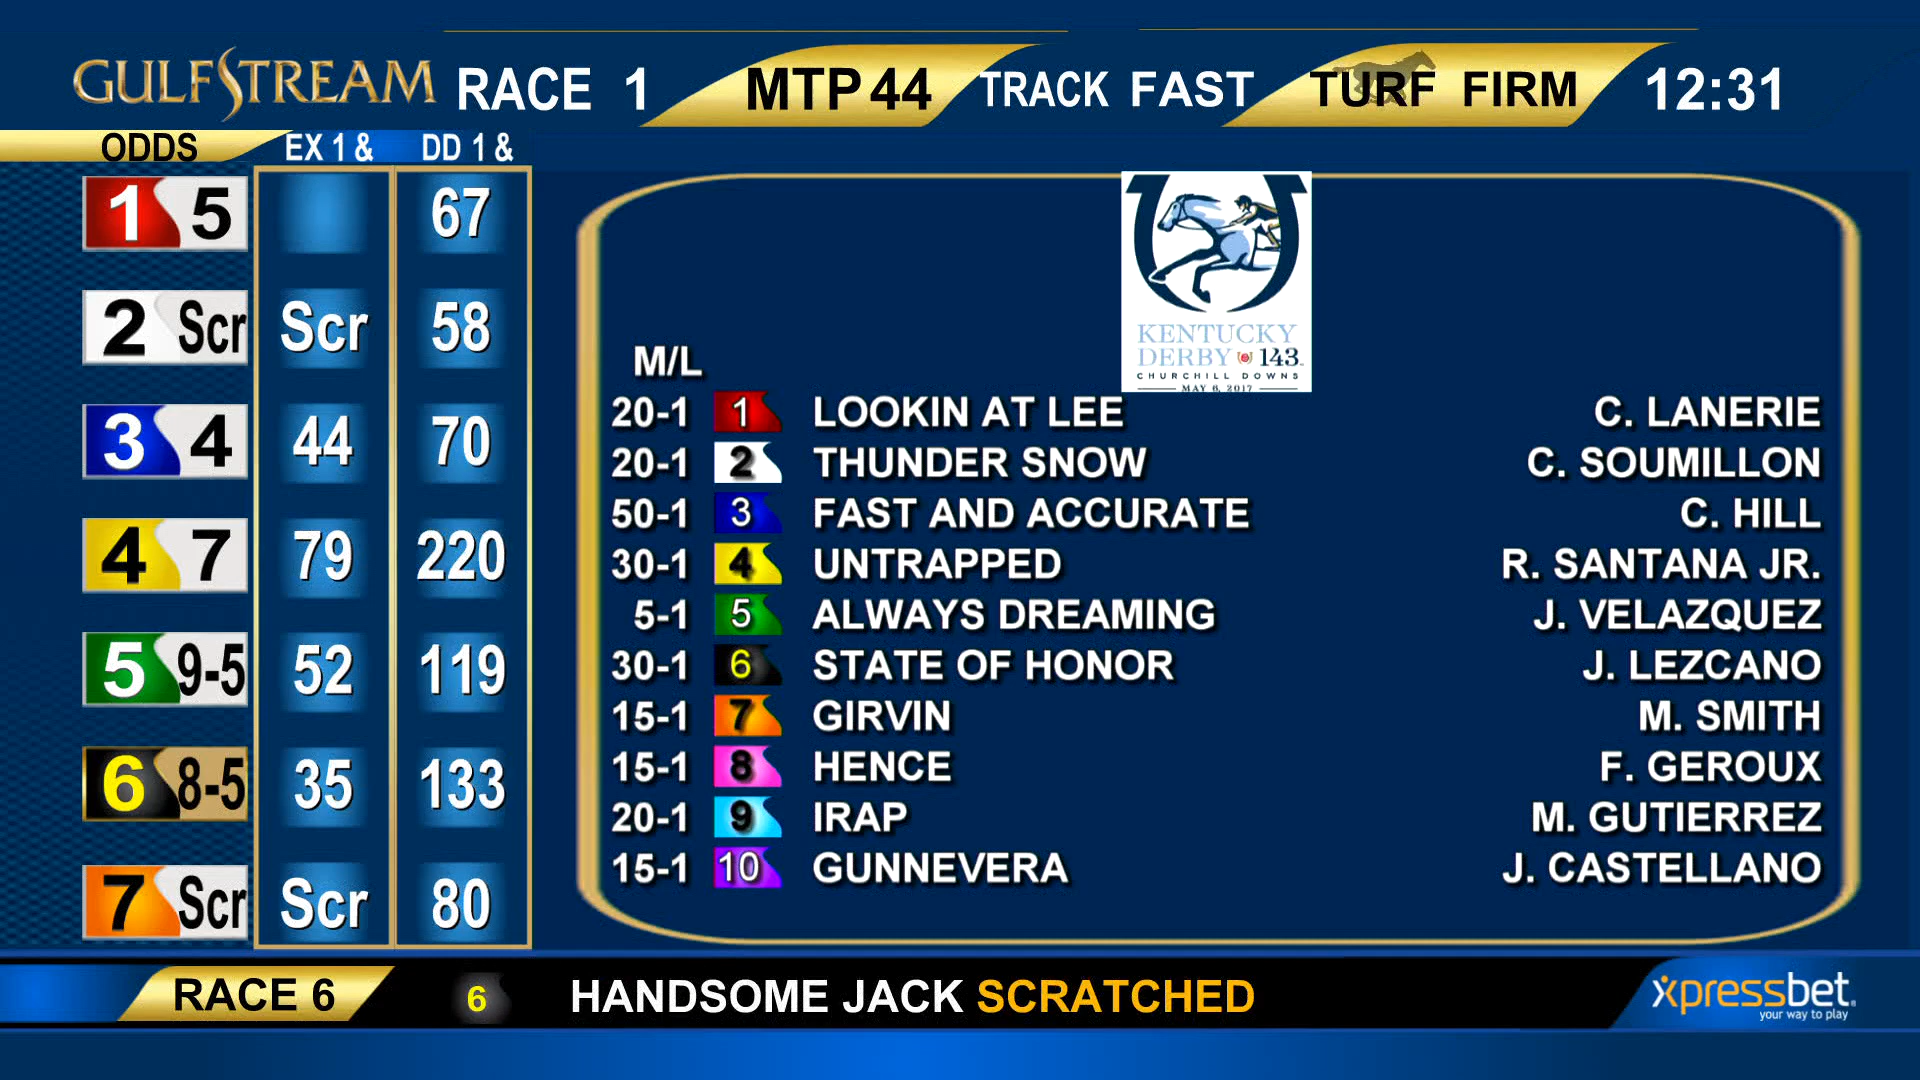 GULFSTREAM RACE 1 MTP 44 TRACK FAST TURF FIRM 12:31
ODDS EX 1 & DD 1 &
1 5 67
2 Scr Scr 58
3 4 44 70
4 7 79 220
5 9-5 52 119
6 8-5 35 133
7 Scr Scr 80
KENTUCKY
DERBY 143
CHURCHILL DOWNS
MAY 6, 2017
M/L
20-1 1 LOOKIN AT LEE C. LANERIE
20-1 2 THUNDER SNOW C. SOUMILLON
50-1 3 FAST AND ACCURATE C. HILL
30-1 4 UNTRAPPED R. SANTANA JR.
5-1 5 ALWAYS DREAMING J. VELAZQUEZ
30-1 6 STATE OF HONOR J. LEZCANO
15-1 7 GIRVIN M. SMITH
15-1 8 HENCE F. GEROUX
20-1 9 IRAP M. GUTIERREZ
15-1 10 GUNNEVERA J. CASTELLANO
RACE 6 6 HANDSOME JACK SCRATCHED
xpressbet.
your way to play